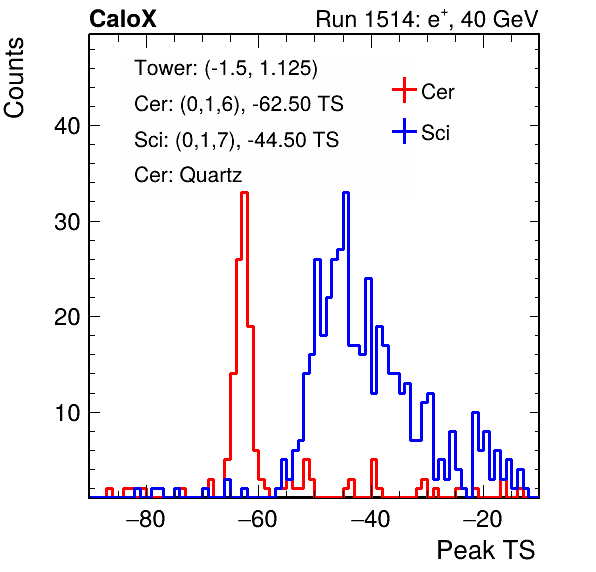 CaloX Run 1514: e⁺, 40 GeV
Counts
Tower: (-1.5, 1.125)
Cer: (0,1,6), -62.50 TS
Sci: (0,1,7), -44.50 TS
Cer: Quartz
Cer
Sci
40
30
20
10
−80 −60 −40 −20
Peak TS